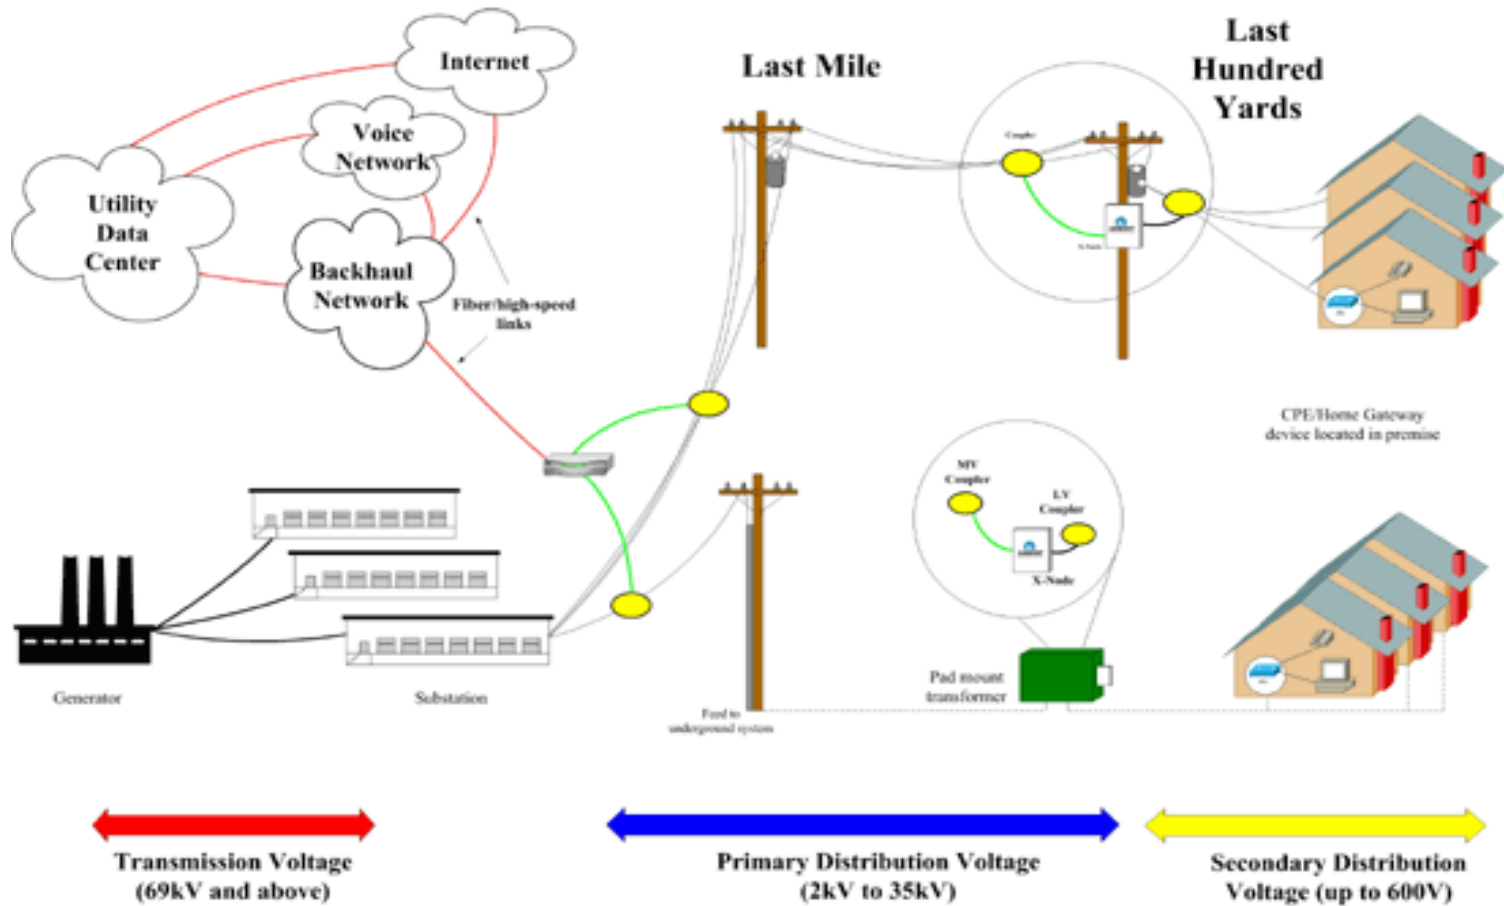 Internet
Voice
Network
Utility
Data
Center
Backhaul
Network
Fiber/high-speed
links
Last Mile
Last
Hundred
Yards
Coupler
X-Node
CPE/Home Gateway
device located in premise
MV
Coupler
LV
Coupler
X-Node
Generator
Substation
Feed to
underground system
Pad mount
transformer
Transmission Voltage
(69kV and above)
Primary Distribution Voltage
(2kV to 35kV)
Secondary Distribution
Voltage (up to 600V)